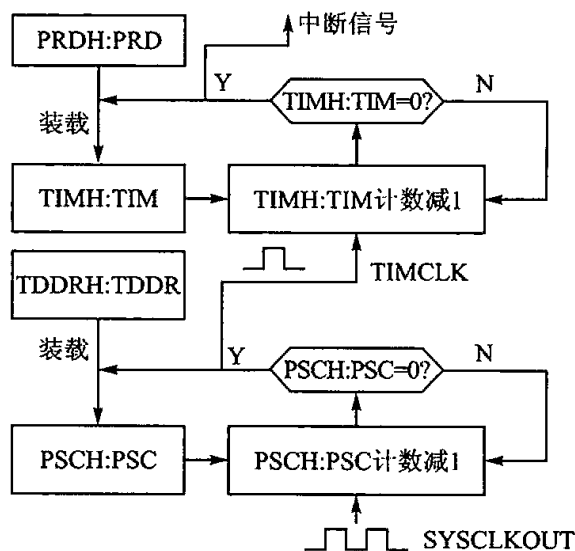 中断信号
PRDH:PRD
Y
TIMH:TIM=0?
N
装载
TIMH:TIM
TIMH:TIM计数减1
TDDRH:TDDR
TIMCLK
装载
Y
PSCH:PSC=0?
N
PSCH:PSC
PSCH:PSC计数减1
SYSCLKOUT